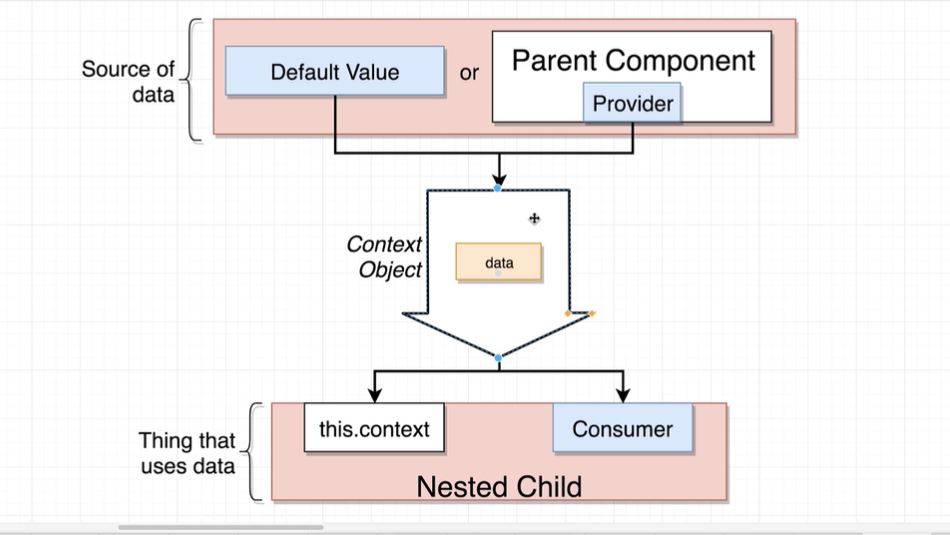 Source of
data
Default Value
or
Parent Component
Provider
Context
Object
data
Thing that
uses data
this.context
Consumer
Nested Child